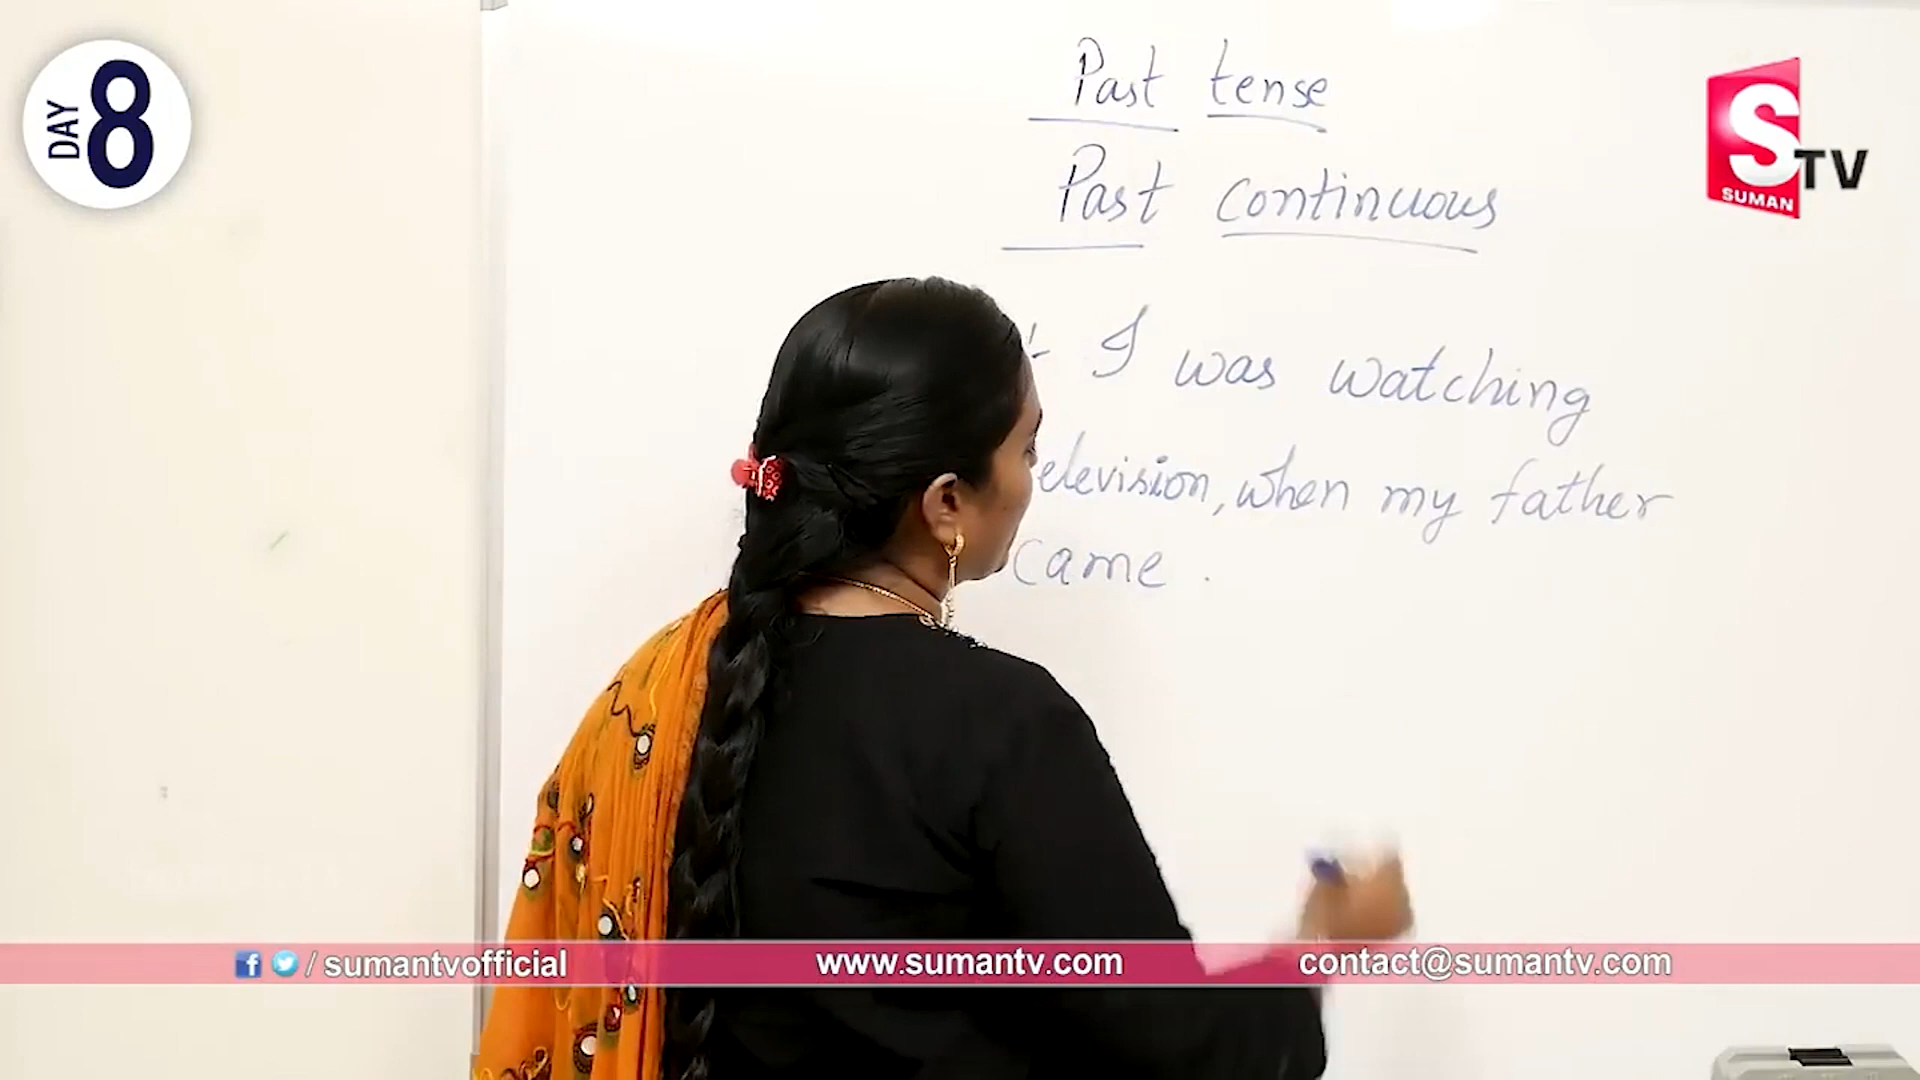 DAY 8
Past tense
Past continuous
I was watching
elevision, when my father
came .
S TV
SUMAN
/ sumantvofficial
www.sumantv.com
contact@sumantv.com